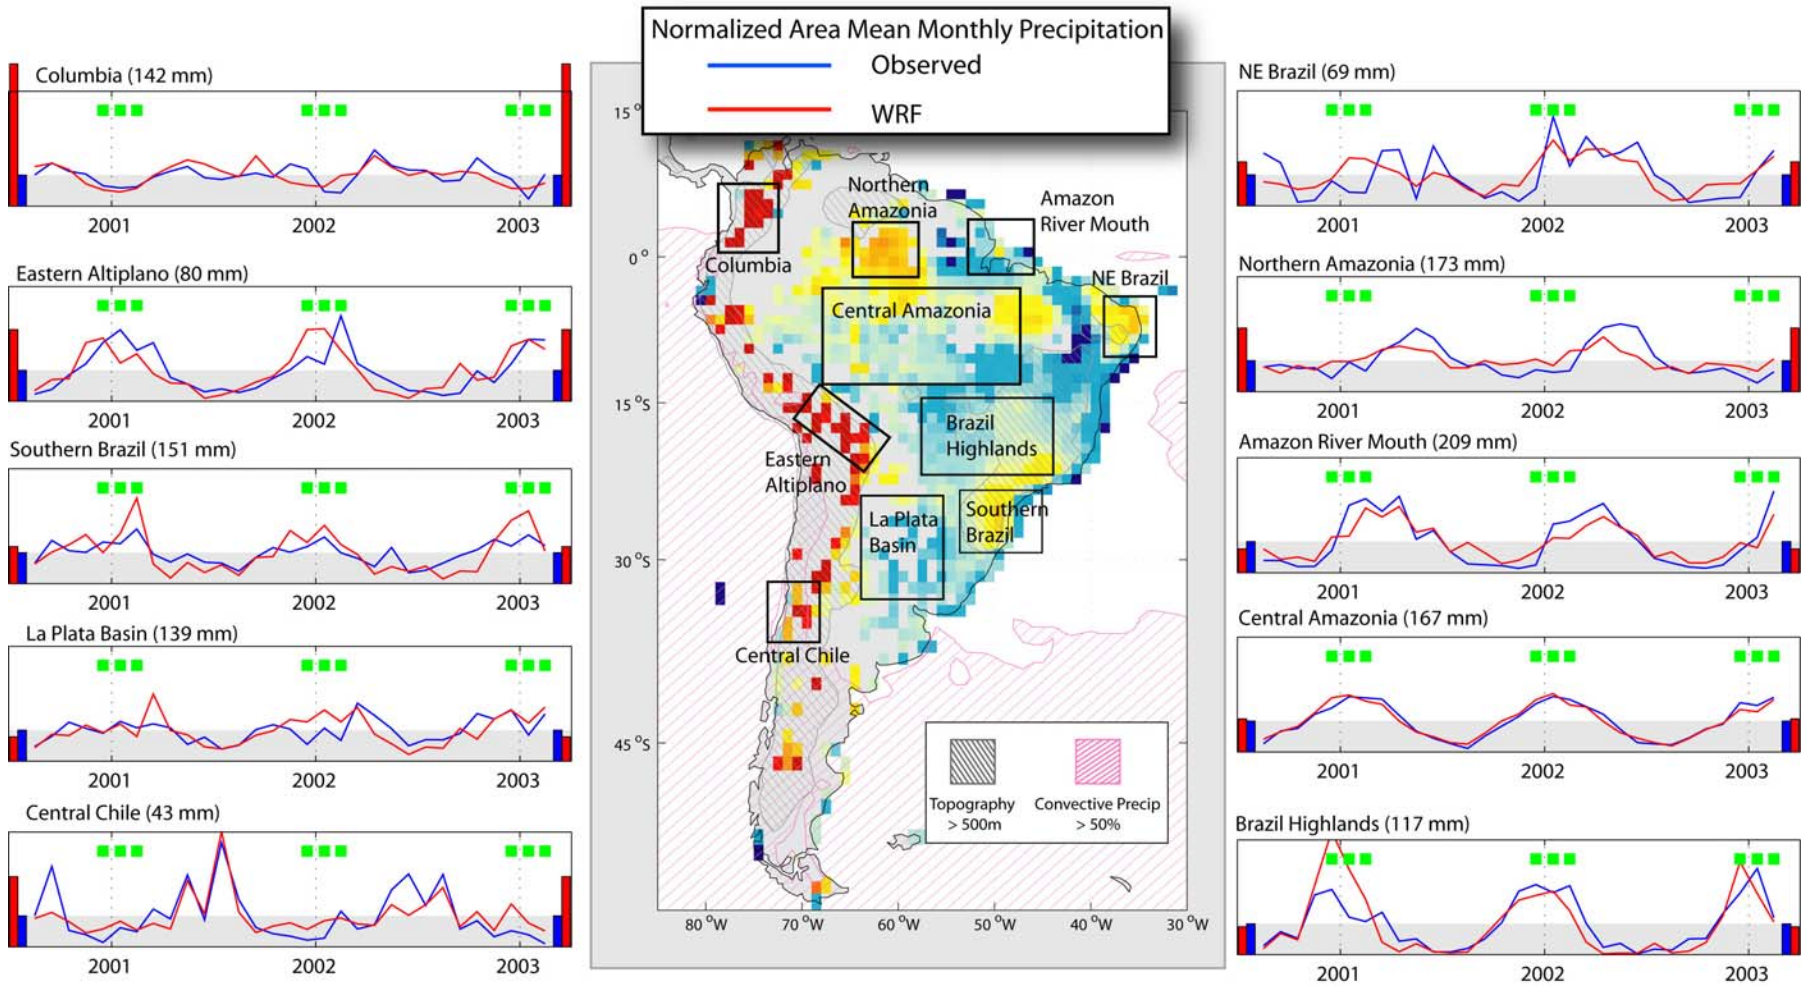 Normalized Area Mean Monthly Precipitation
Observed
WRF
Columbia (142 mm)
2001 2002 2003
Eastern Altiplano (80 mm)
2001 2002 2003
Southern Brazil (151 mm)
2001 2002 2003
La Plata Basin (139 mm)
2001 2002 2003
Central Chile (43 mm)
2001 2002 2003
15 °
0 °
15 °S
30 °S
45 °S
80 °W 70 °W 60 °W 50 °W 40 °W 30 °W
Northern
Amazonia
Amazon
River Mouth
Columbia
NE Brazil
Central Amazonia
Brazil
Highlands
Eastern
Altiplano
La Plata
Basin
Southern
Brazil
Central Chile
Topography
> 500m
Convective Precip
> 50%
NE Brazil (69 mm)
2001 2002 2003
Northern Amazonia (173 mm)
2001 2002 2003
Amazon River Mouth (209 mm)
2001 2002 2003
Central Amazonia (167 mm)
2001 2002 2003
Brazil Highlands (117 mm)
2001 2002 2003